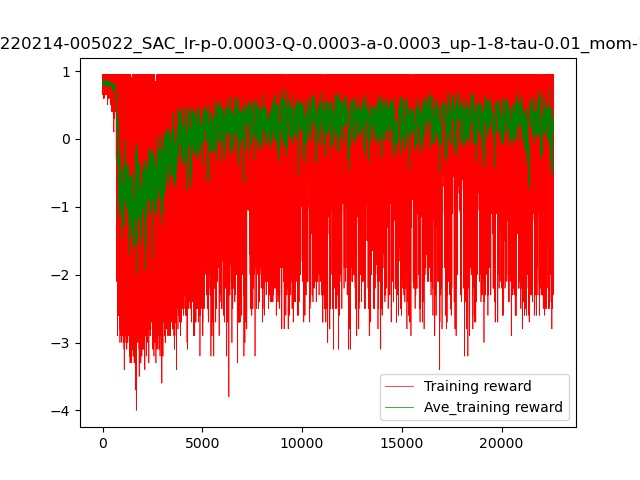 220214-005022_SAC_lr-p-0.0003-Q-0.0003-a-0.0003_up-1-8-tau-0.01_mom-
1
0
−1
−2
−3
−4
0 5000 10000 15000 20000
Training reward
Ave_training reward